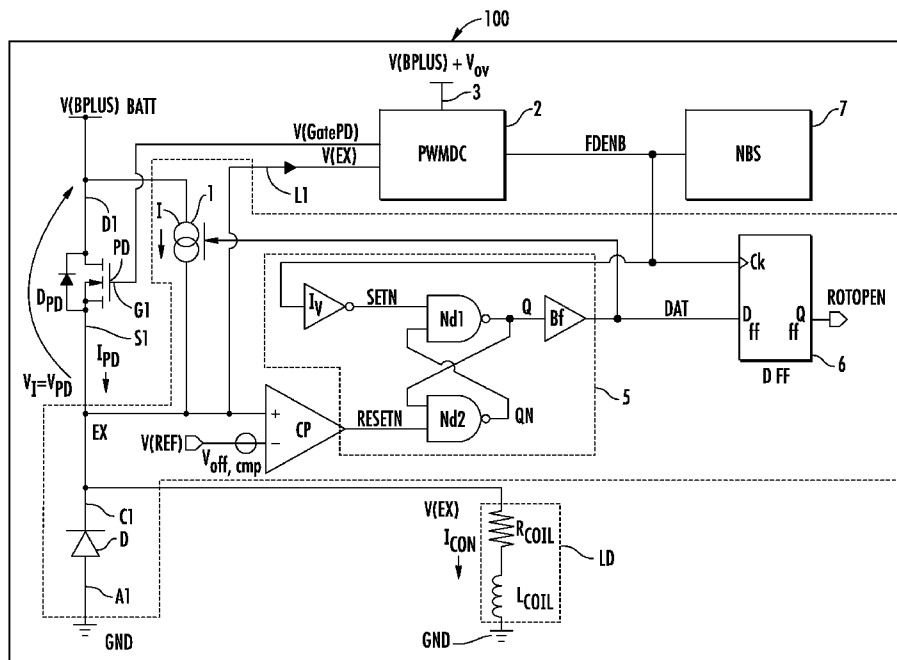 100
V(BPLUS) + Vov
3
2
7
V(BPLUS) BATT
V(GatePD)
V(EX)
PWMDC
FDENB
NBS
L1
D1
I
1
PD
DPD
G1
S1
IPD
VI=VPD
IV
SETN
Nd1
Q
Bf
DAT
Ck
D
ff
Q
ff
ROTOPEN
6
D FF
5
Nd2
QN
RESETN
EX
+
CP
-
V(REF)
Voff, cmp
C1
D
A1
GND
V(EX)
ICON
RCOIL
LD
LCOIL
GND